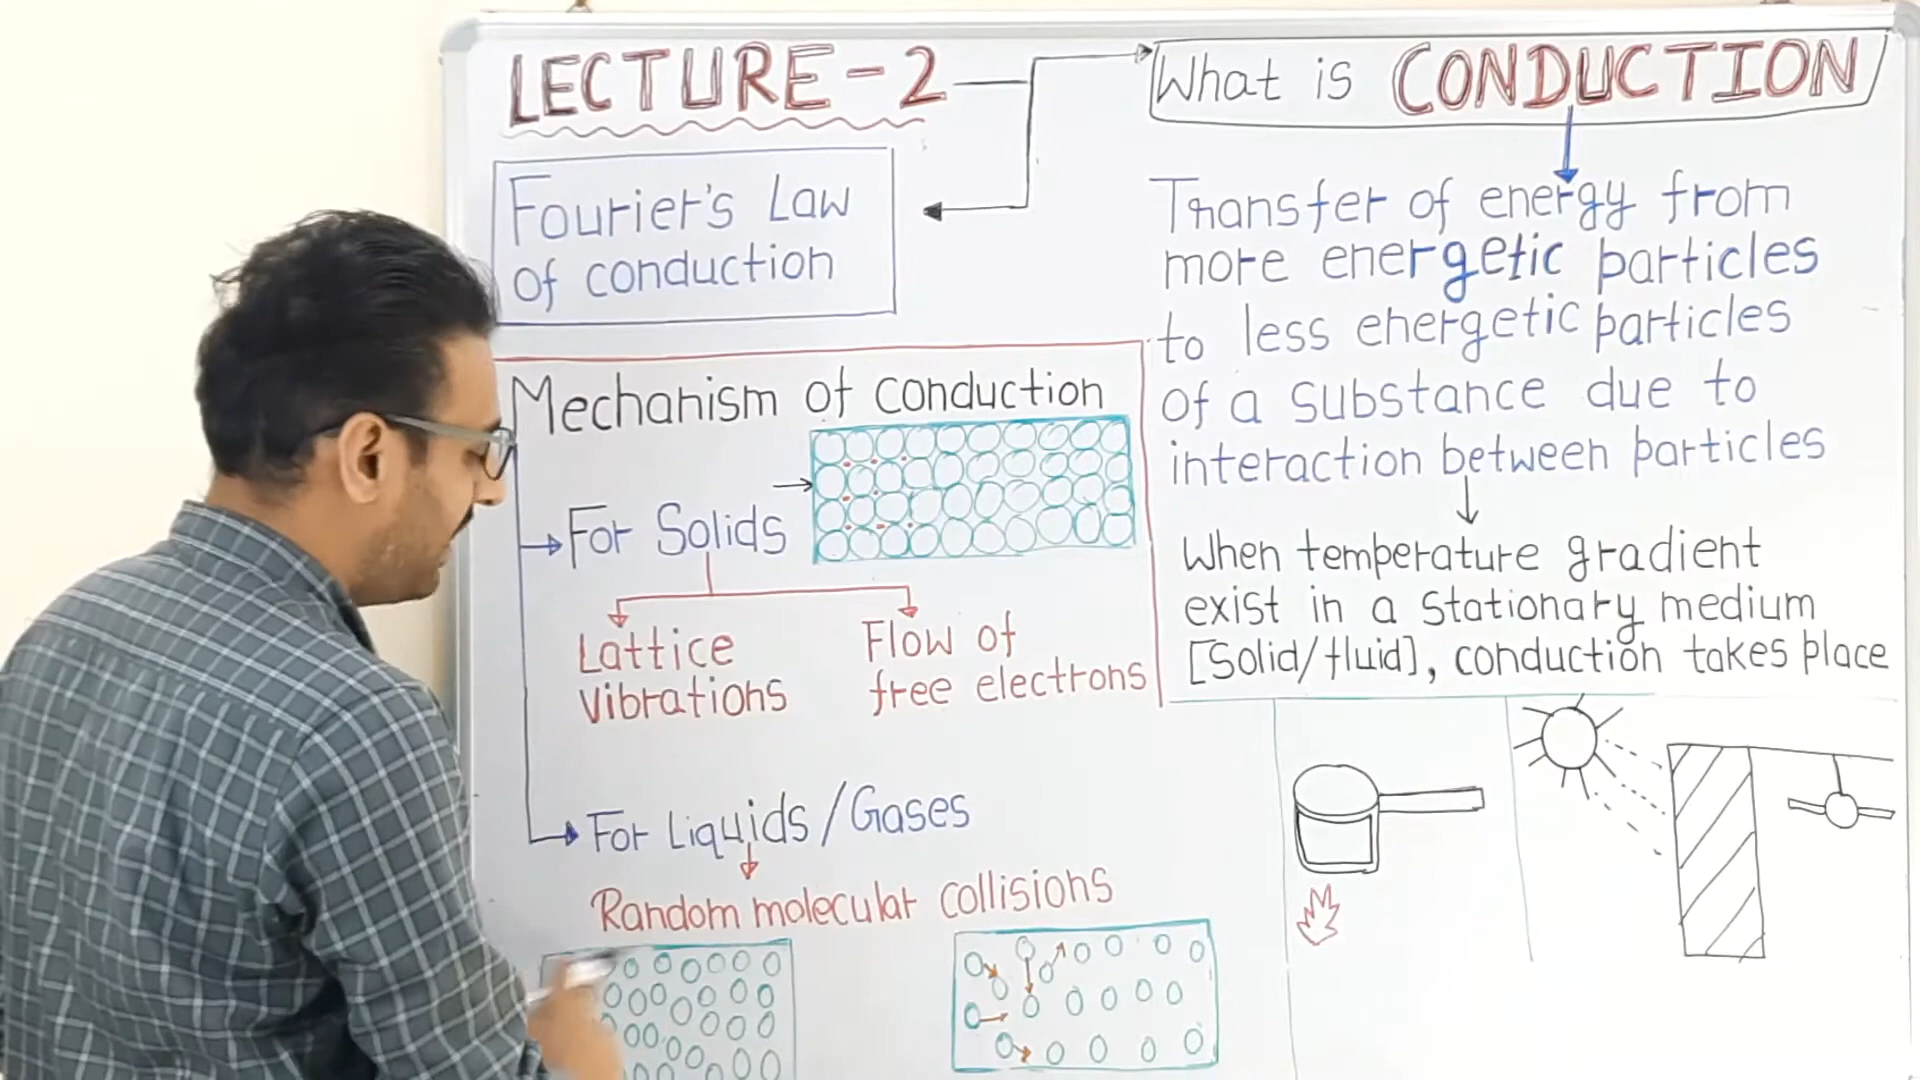 LECTURE-2
Fourier's Law
of conduction
Mechanism of conduction
For Solids
Lattice
vibrations
Flow of
free electrons
For Liquids/Gases
Random molecular collisions
What is CONDUCTION
Transfer of energy from
more energetic particles
to less energetic particles
of a substance due to
interaction between particles
When temperature gradient
exist in a stationary medium
[Solid/fluid], conduction takes place